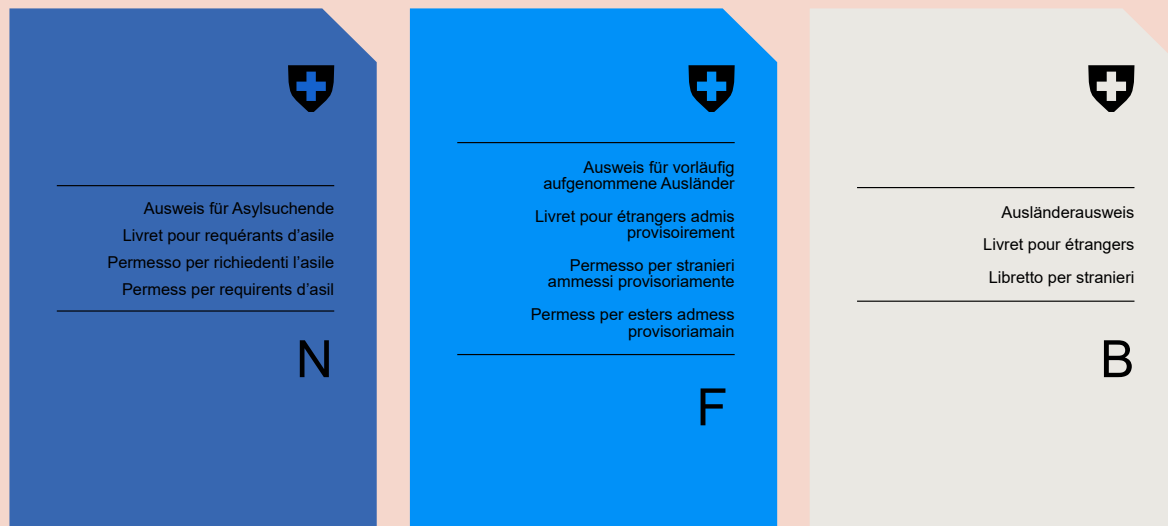 Ausweis für Asylsuchende
Livret pour requérants d’asile
Permesso per richiedenti l’asile
Permess per requirents d’asil
N
Ausweis für vorläufig
aufgenommene Ausländer
Livret pour étrangers admis
provisoirement
Permesso per stranieri
ammessi provisoriamente
Permess per esters admess
provisoriamain
F
Ausländerausweis
Livret pour étrangers
Libretto per stranieri
B